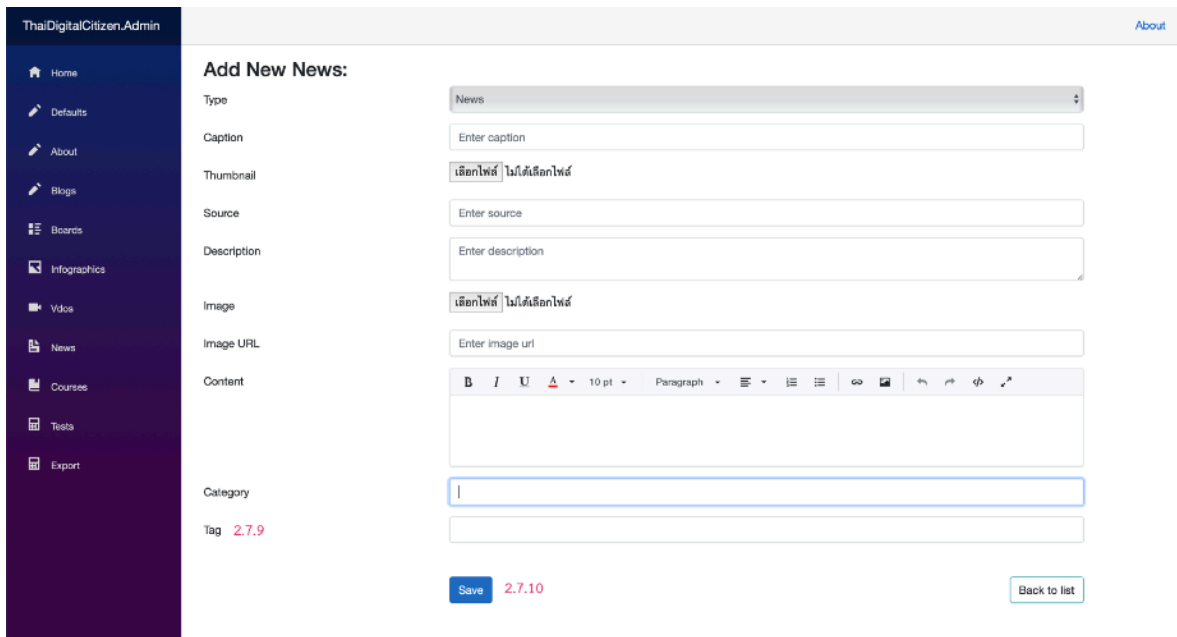 ThaiDigitalCitizen.Admin
About
Home
Defaults
About
Blogs
Boards
Infographics
Vdos
News
Courses
Tests
Export
Add New News:
Type News
Caption Enter caption
Thumbnail เลือกไฟล์ ไม่ได้เลือกไฟล์
Source Enter source
Description Enter description
Image เลือกไฟล์ ไม่ได้เลือกไฟล์
Image URL Enter image url
Content B I U A 10 pt Paragraph
Category
Tag 2.7.9
Save 2.7.10 Back to list